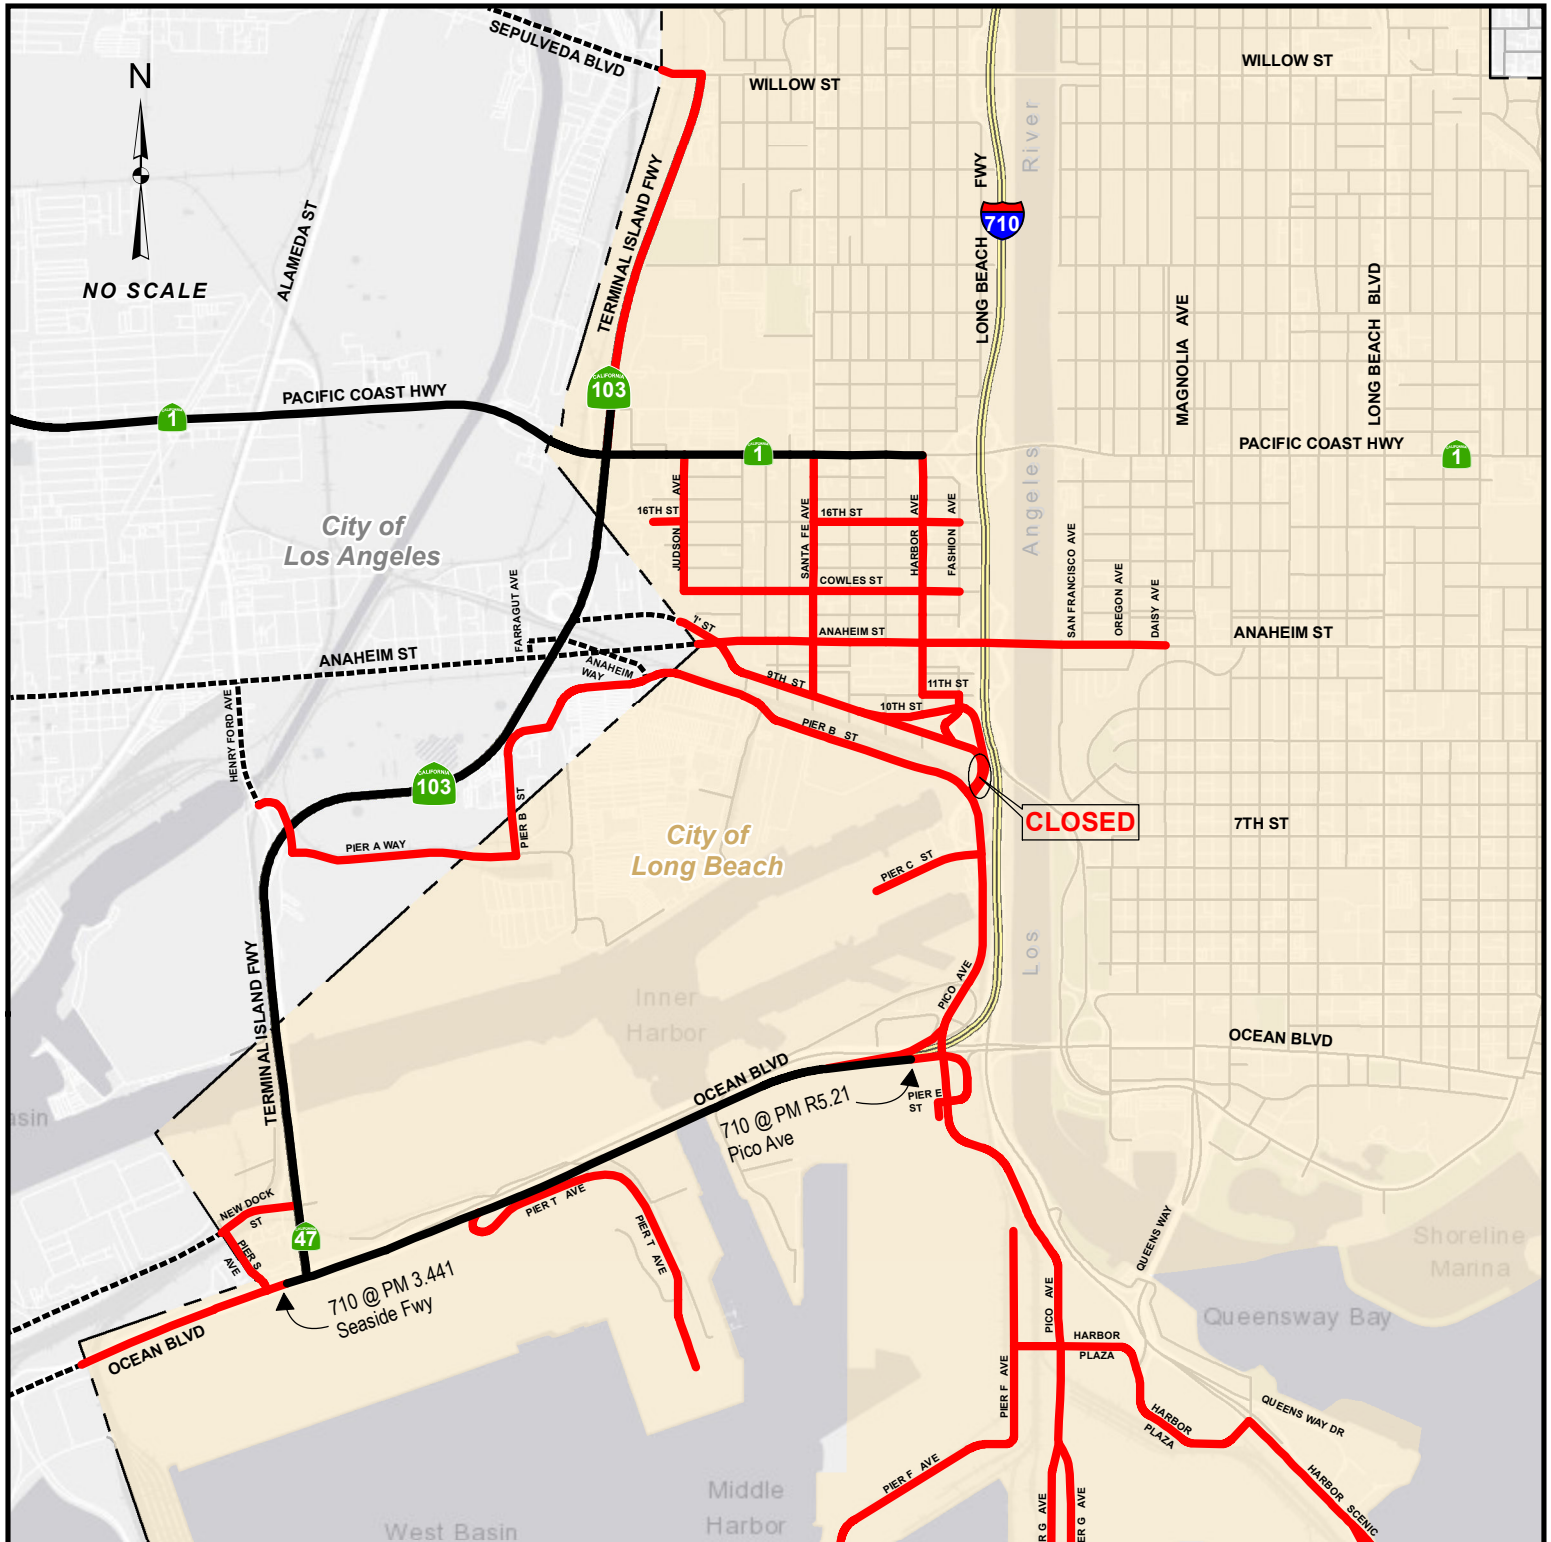 SEPULVEDA BLVD
WILLOW ST
WILLOW ST
N
NO SCALE
ALAMEDA ST
TERMINAL ISLAND FWY
LONG BEACH FWY
River
710
MAGNOLIA AVE
LONG BEACH BLVD
CALIFORNIA
103
PACIFIC COAST HWY
1
1
PACIFIC COAST HWY
1
City of
Los Angeles
Angeles
16TH ST
JUDSON AVE
SANTA FE AVE
16TH ST
HARBOR AVE
FASHION AVE
COWLES ST
SAN FRANCISCO AVE
OREGON AVE
DAISY AVE
FARRAGUT AVE
'I' ST
ANAHEIM ST
ANAHEIM ST
ANAHEIM ST
ANAHEIM
WAY
9TH ST
11TH ST
10TH ST
PIER B ST
HENRY FORD AVE
CALIFORNIA
103
PIER B ST
PIER A WAY
City of
Long Beach
CLOSED
7TH ST
PIER C ST
Los
PICO AVE
TERMINAL ISLAND FWY
Inner
Harbor
OCEAN BLVD
OCEAN BLVD
710 @ PM R5.21
Pico Ave
PIER E
ST
asin
NEW DOCK
ST
PIER S
AVE
47
PIER T AVE
PIER T AVE
710 @ PM 3.441
Seaside Fwy
OCEAN BLVD
QUEENS WAY
Shoreline
Marina
Queensway Bay
PICO AVE
HARBOR
PLAZA
PIER F AVE
HARBOR
PLAZA
QUEENS WAY DR
HARBOR SCENIC
PIER F AVE
Middle
Harbor
West Basin
R G AVE
ER G AVE